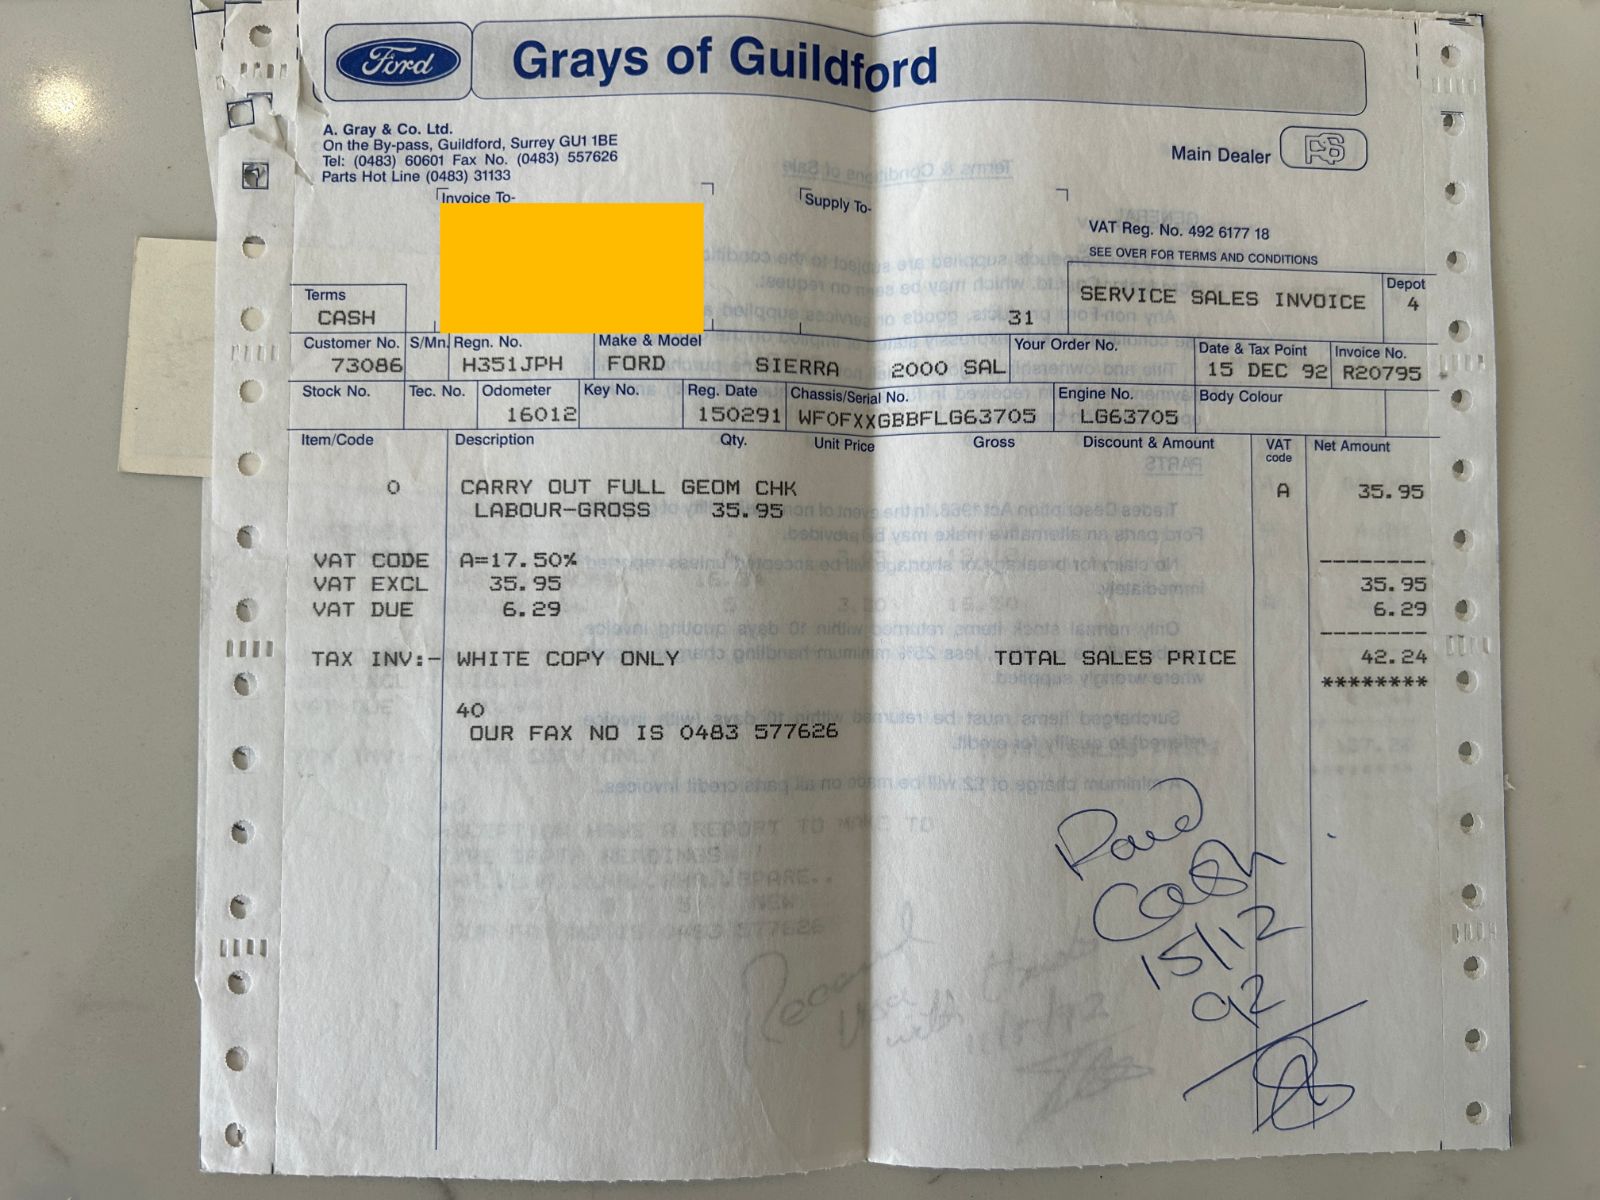 Ford
Grays of Guildford
A. Gray & Co. Ltd.
On the By-pass, Guildford, Surrey GU1 1BE
Tel: (0483) 60601 Fax No. (0483) 557626
Parts Hot Line (0483) 31133
Main Dealer RS
Invoice To-
Supply To-
VAT Reg. No. 492 6177 18
SEE OVER FOR TERMS AND CONDITIONS
Terms
CASH
31
SERVICE SALES INVOICE
Depot
4
Customer No. S/Mn. Regn. No. Make & Model Your Order No. Date & Tax Point Invoice No.
73086 H351JPH FORD SIERRA 2000 SAL 15 DEC 92 R20795
Stock No. Tec. No. Odometer Key No. Reg. Date Chassis/Serial No. Engine No. Body Colour
16012 150291 WF0FXXGBBFLG63705 LG63705
Item/Code Description Qty. Unit Price Gross Discount & Amount VAT code Net Amount
0 CARRY OUT FULL GEOM CHK A 35.95
LABOUR-GROSS 35.95
VAT CODE A=17.50% --------
VAT EXCL 35.95 35.95
VAT DUE 6.29 6.29
--------
TAX INV:- WHITE COPY ONLY TOTAL SALES PRICE 42.24
********
40
OUR FAX NO IS 0483 577626
Paid
Cash
15/12
92